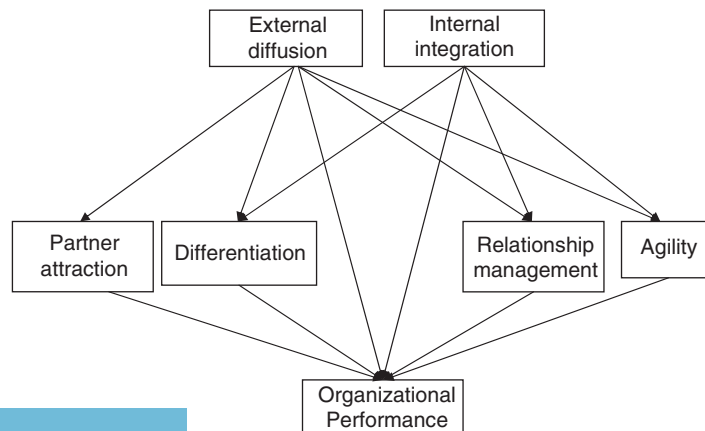 External
diffusion
Internal
integration
Partner
attraction
Differentiation
Relationship
management
Agility
Organizational
Performance